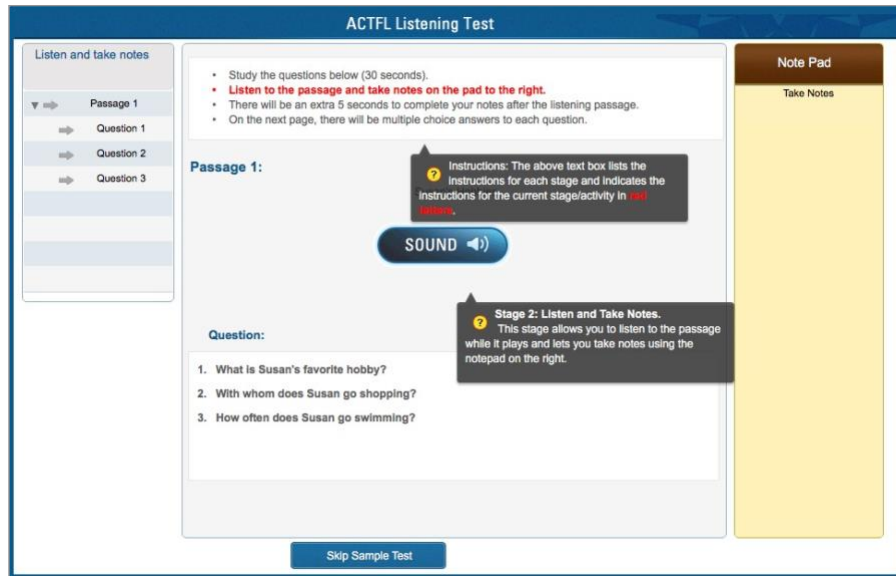 ACTFL Listening Test
Listen and take notes
Passage 1
Question 1
Question 2
Question 3
• Study the questions below (30 seconds).
• Listen to the passage and take notes on the pad to the right.
• There will be an extra 5 seconds to complete your notes after the listening passage.
• On the next page, there will be multiple choice answers to each question.
Passage 1:
? Instructions: The above text box lists the
instructions for each stage and indicates the
instructions for the current stage/activity in red
letters.
SOUND
? Stage 2: Listen and Take Notes.
This stage allows you to listen to the passage
while it plays and lets you take notes using the
notepad on the right.
Question:
1. What is Susan's favorite hobby?
2. With whom does Susan go shopping?
3. How often does Susan go swimming?
Note Pad
Take Notes
Skip Sample Test